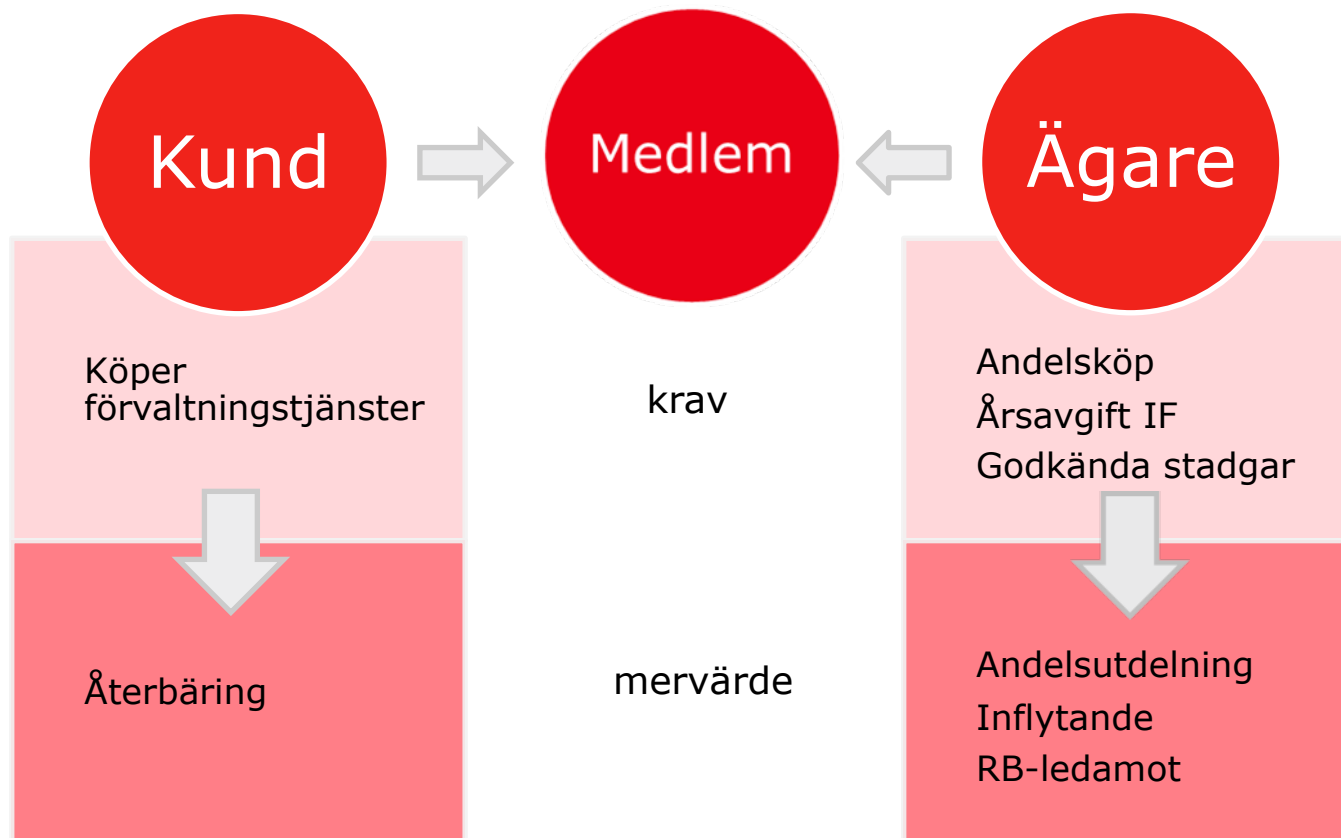 Kund
Medlem
Ägare
Köper
förvaltningstjänster
krav
Andelsköp
Årsavgift IF
Godkända stadgar
Återbäring
mervärde
Andelsutdelning
Inflytande
RB-ledamot